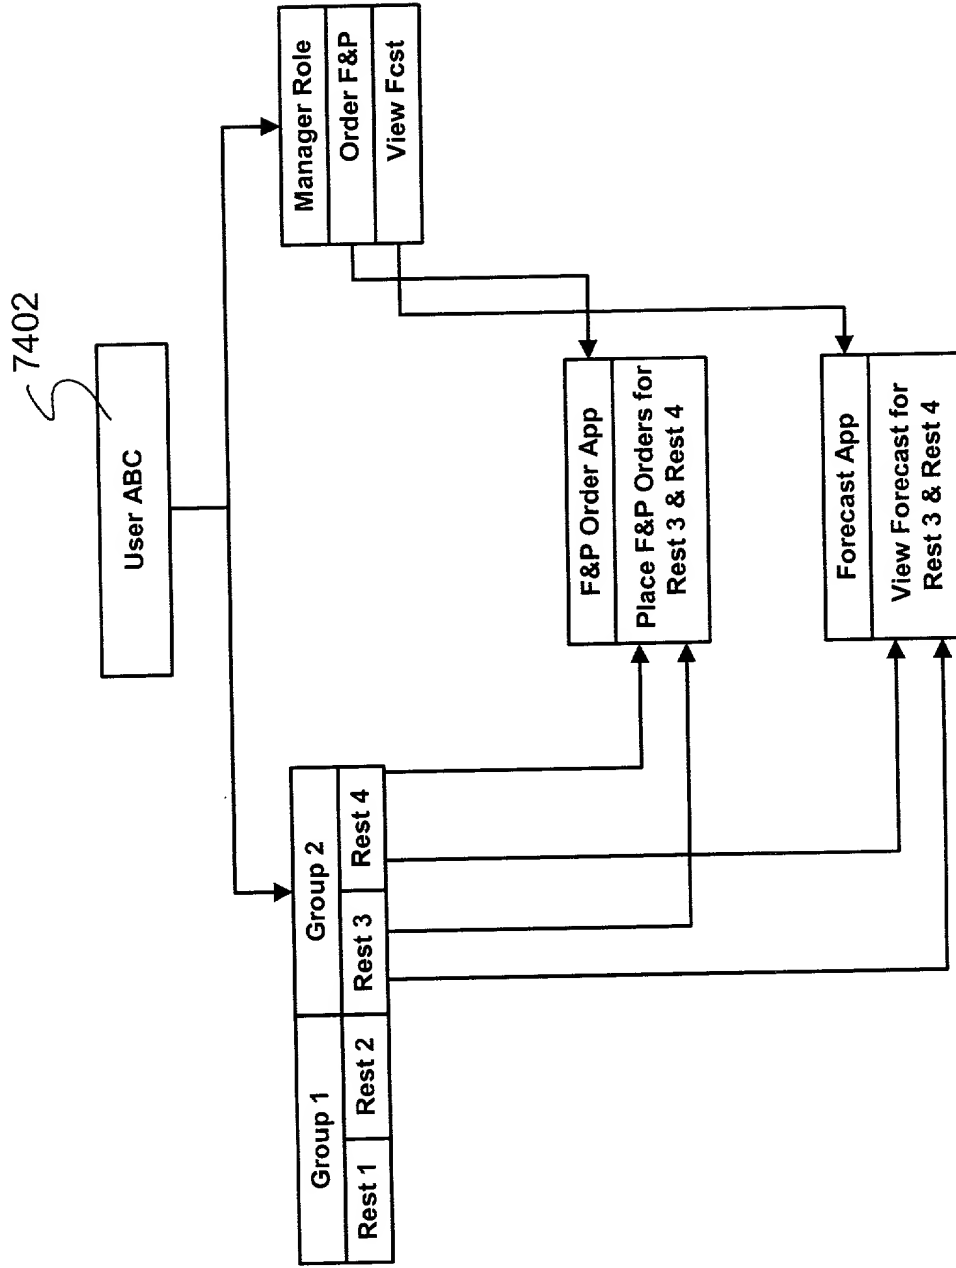 7402
User ABC
Group 1
Group 2
Rest 1
Rest 2
Rest 3
Rest 4
Manager Role
Order F&P
View Fcst
F&P Order App
Place F&P Orders for
Rest 3 & Rest 4
Forecast App
View Forecast for
Rest 3 & Rest 4